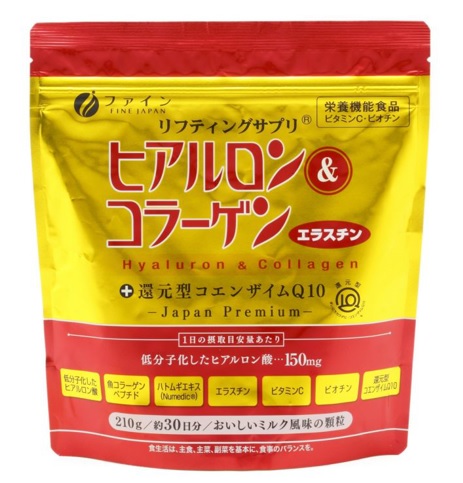 ファイン
FINE JAPAN
栄養機能食品
ビタミンC・ビオチン
リフティングサプリ®
ヒアルロン&
コラーゲン
エラスチン
Hyaluron & Collagen
+還元型コエンザイムQ10
還元型
Q10
–Japan Premium–
1日の摂取目安量あたり
低分子化したヒアルロン酸…150mg
低分子化した
ヒアルロン酸
魚コラーゲン
ペプチド
ハトムギエキス
(Numedic®)
エラスチン
ビタミンC
ビオチン
還元型
コエンザイムQ10
210g/約30日分/おいしいミルク風味の顆粒
食生活は、主食、主菜、副菜を基本に、食事のバランスを。